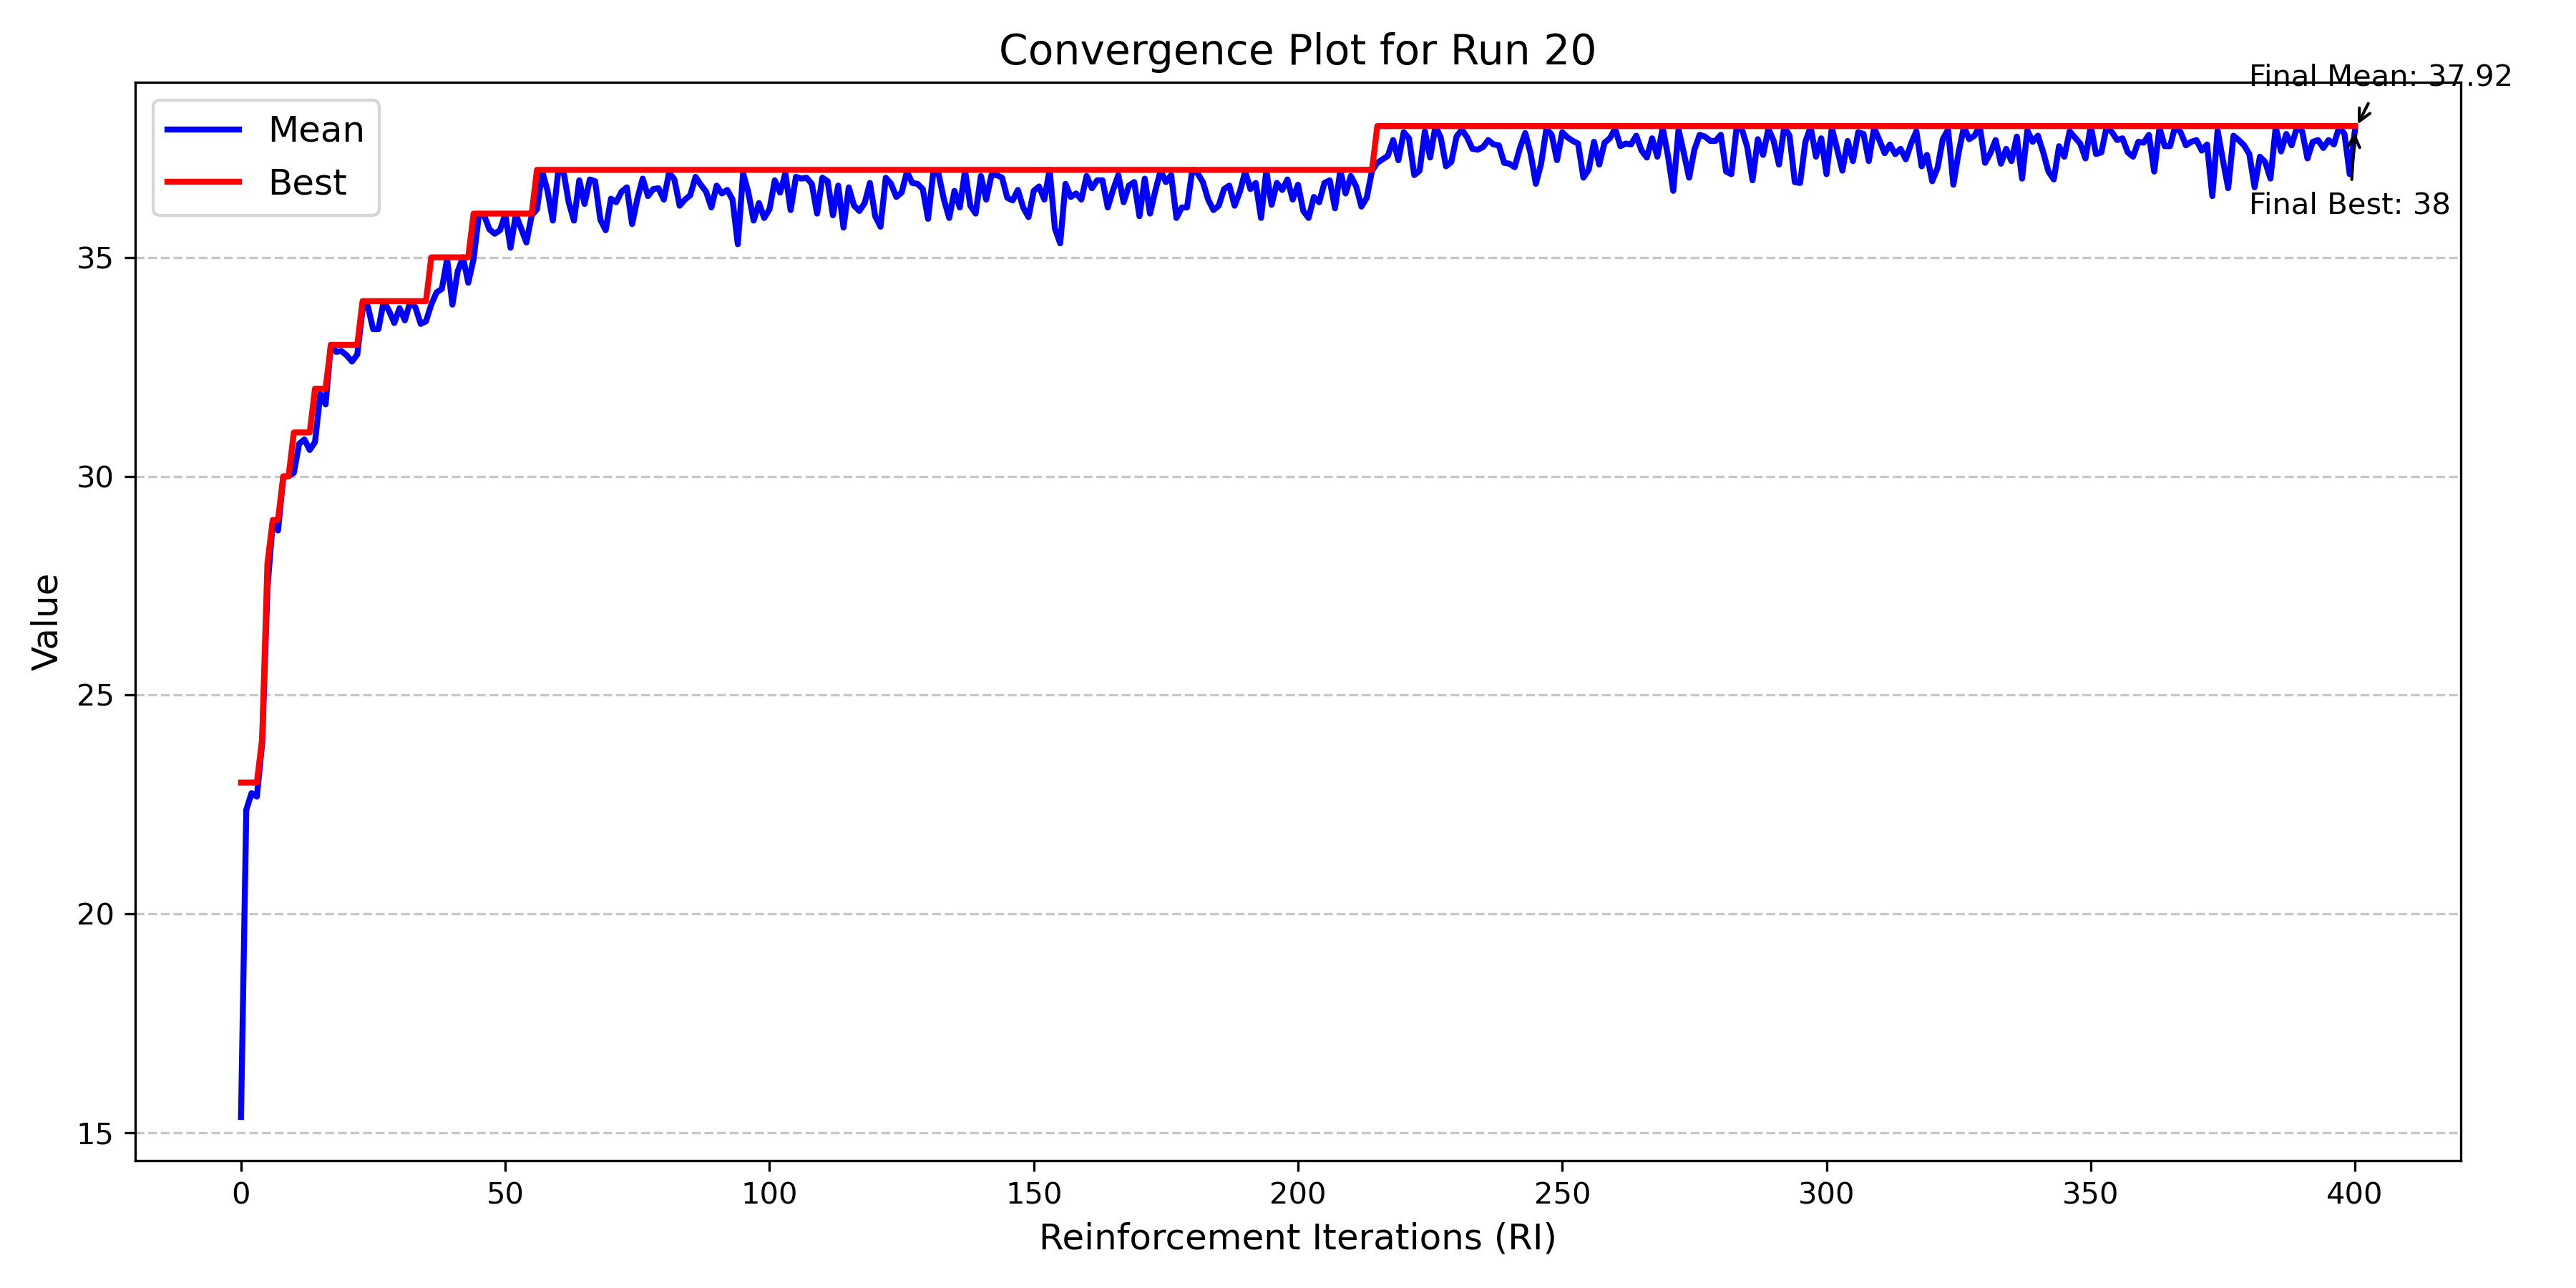 Convergence Plot for Run 20
Final Mean: 37.92
Mean
Best
Final Best: 38
35
30
25
20
15
Value
0 50 100 150 200 250 300 350 400
Reinforcement Iterations (RI)